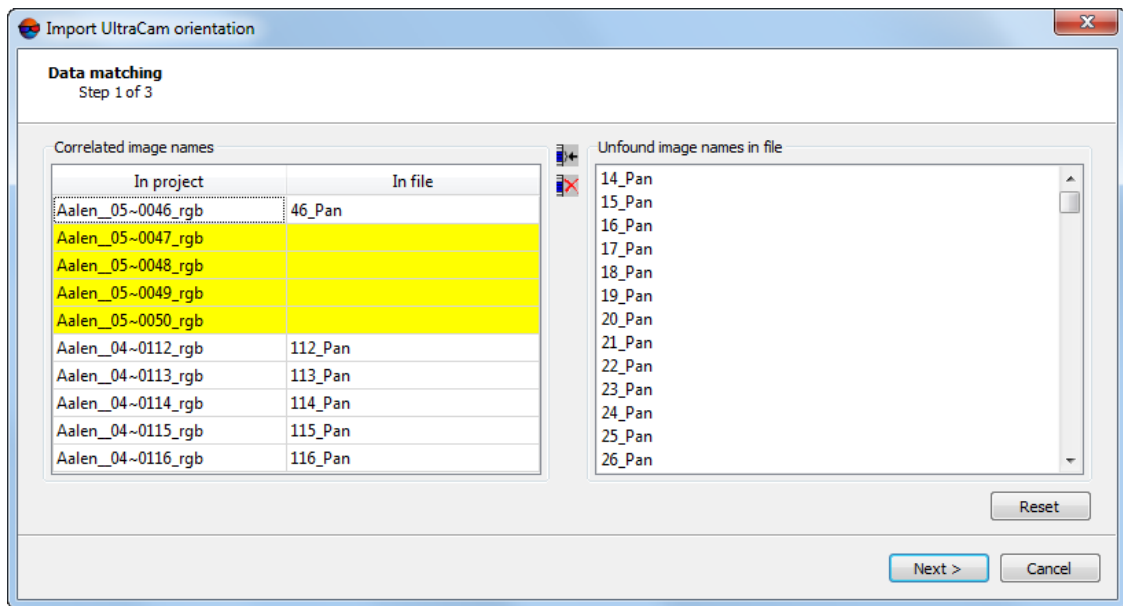 Import UltraCam orientation
Data matching
Step 1 of 3
Correlated image names
In project In file
Aalen__05~0046_rgb 46_Pan
Aalen__05~0047_rgb
Aalen__05~0048_rgb
Aalen__05~0049_rgb
Aalen__05~0050_rgb
Aalen__04~0112_rgb 112_Pan
Aalen__04~0113_rgb 113_Pan
Aalen__04~0114_rgb 114_Pan
Aalen__04~0115_rgb 115_Pan
Aalen__04~0116_rgb 116_Pan
Unfound image names in file
14_Pan
15_Pan
16_Pan
17_Pan
18_Pan
19_Pan
20_Pan
21_Pan
22_Pan
23_Pan
24_Pan
25_Pan
26_Pan
Reset
Next > Cancel